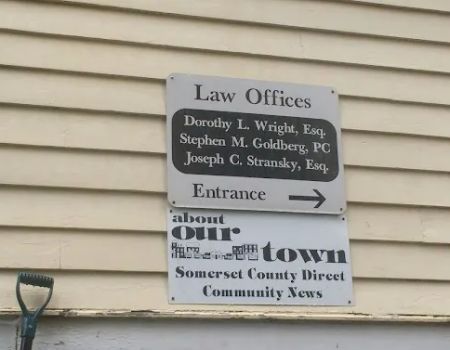 Law Offices
Dorothy L. Wright, Esq.
Stephen M. Goldberg, PC
Joseph C. Stransky, Esq.
Entrance
about
our
town
Somerset County Direct
Community News